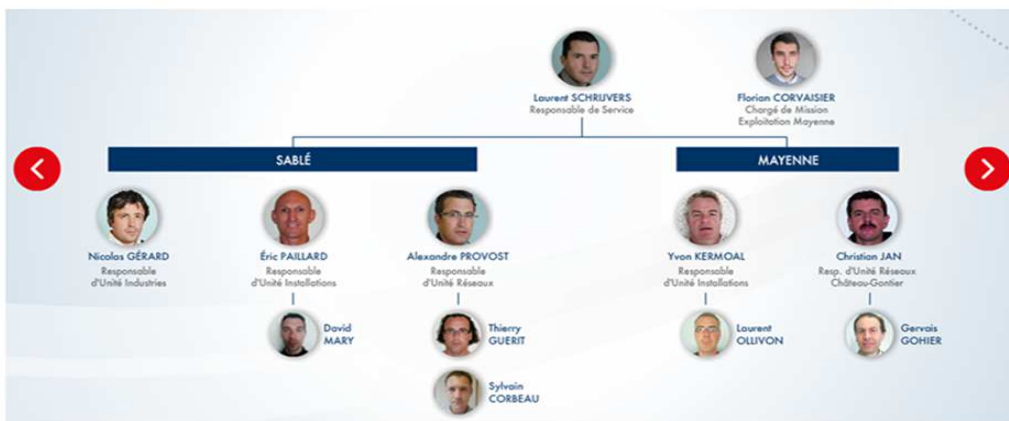 Laurent SCHRIJVERS
Responsable de Service
Florian CORVAISIER
Chargé de Mission
Exploitation Mayenne
SABLÉ
MAYENNE
Nicolas GÉRARD
Responsable
d'Unité Industries
Éric PAILLARD
Responsable
d'Unité Installations
Alexandre PROVOST
Responsable
d'Unité Réseaux
Yvon KERMOAL
Responsable
d'Unité Installations
Christian JAN
Resp. d'Unité Réseaux
Château-Gontier
David
MARY
Thierry
GUERIT
Laurent
OLLIVON
Gervais
GOHIER
Sylvain
CORBEAU